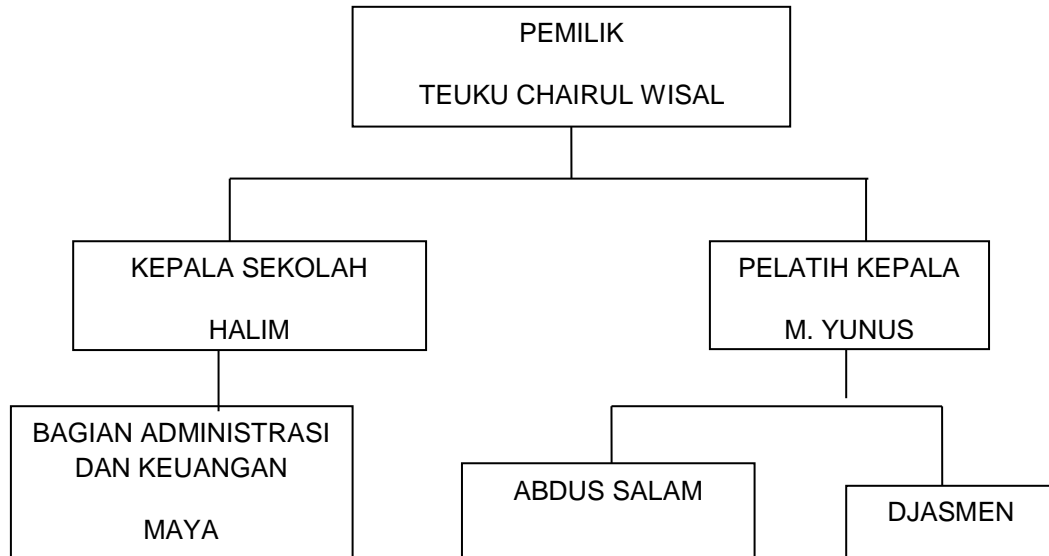 PEMILIK
TEUKU CHAIRUL WISAL
KEPALA SEKOLAH
HALIM
PELATIH KEPALA
M. YUNUS
BAGIAN ADMINISTRASI
DAN KEUANGAN
MAYA
ABDUS SALAM
DJASMEN